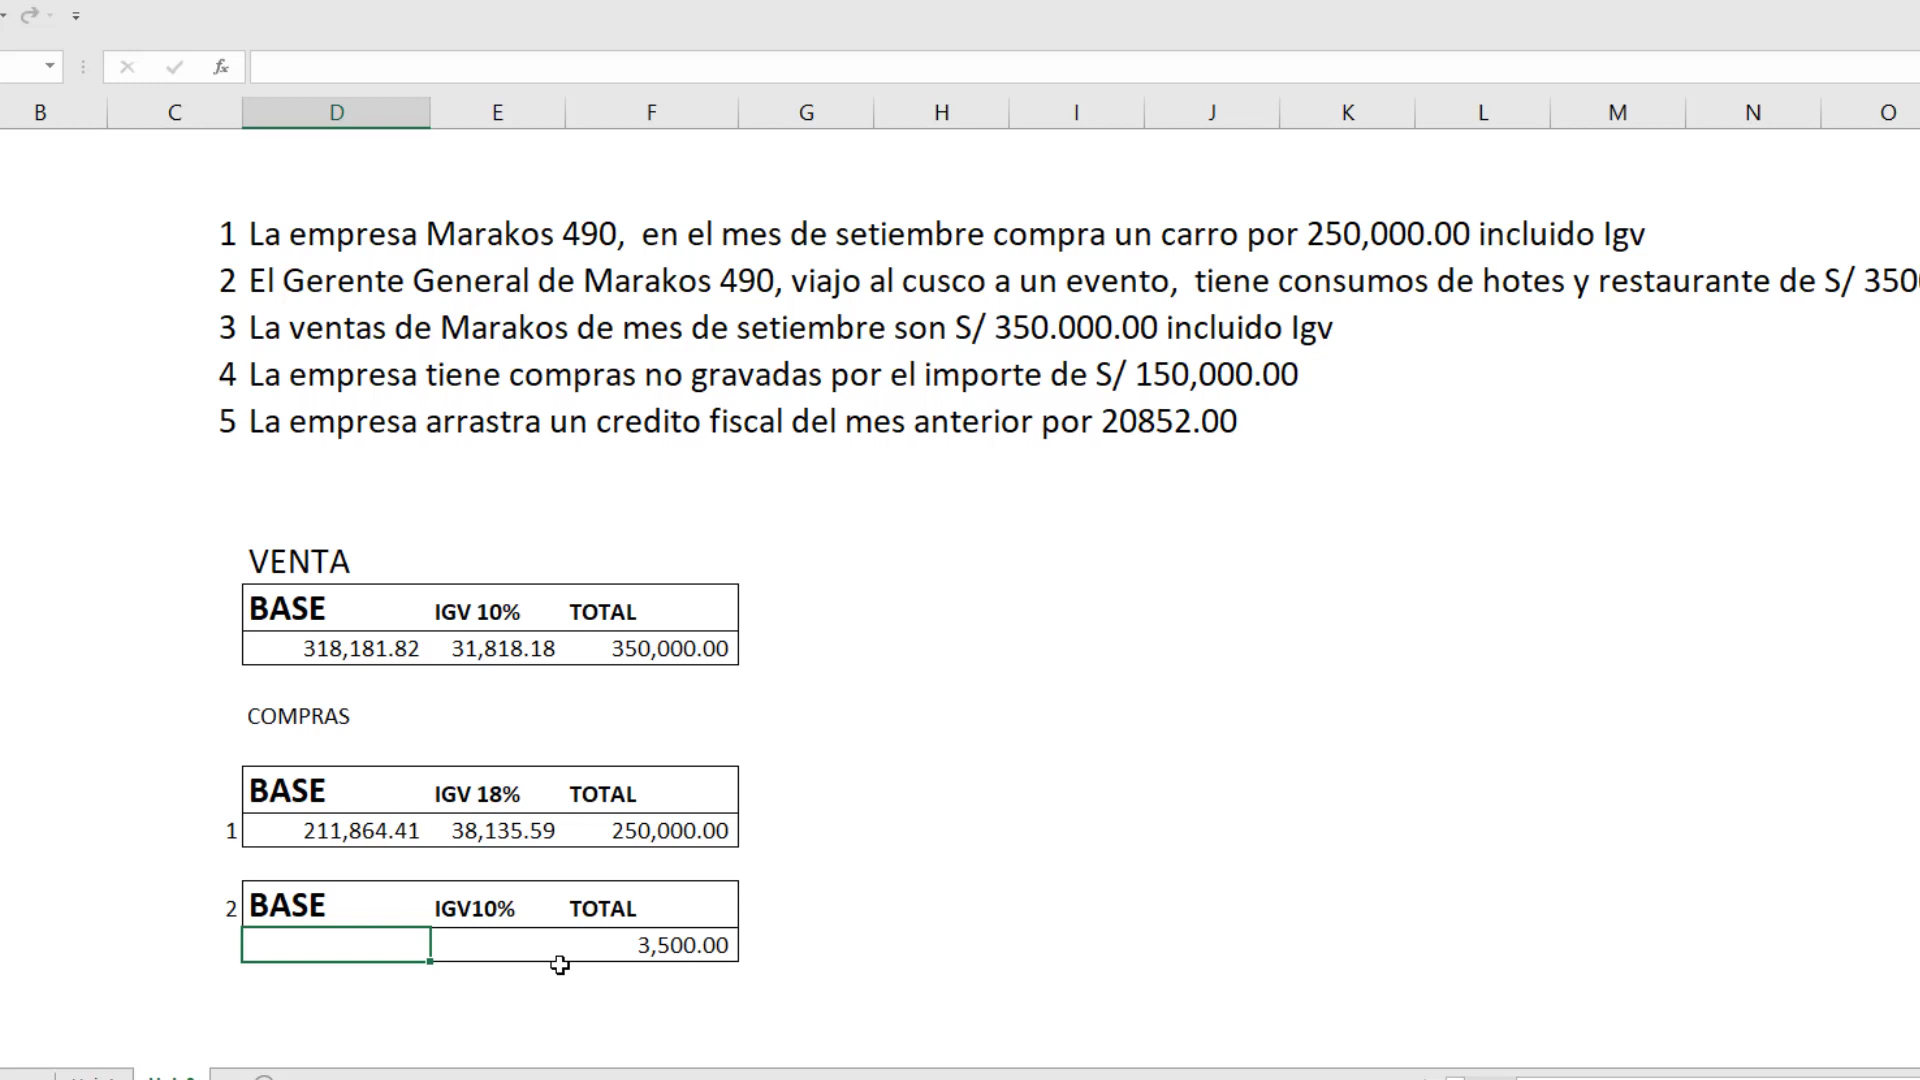 B C D E F G H I J K L M N O
1 La empresa Marakos 490, en el mes de setiembre compra un carro por 250,000.00 incluido Igv
2 El Gerente General de Marakos 490, viajo al cusco a un evento, tiene consumos de hotes y restaurante de S/ 350
3 La ventas de Marakos de mes de setiembre son S/ 350.000.00 incluido Igv
4 La empresa tiene compras no gravadas por el importe de S/ 150,000.00
5 La empresa arrastra un credito fiscal del mes anterior por 20852.00
VENTA
BASE IGV 10% TOTAL
318,181.82 31,818.18 350,000.00
COMPRAS
BASE IGV 18% TOTAL
1 211,864.41 38,135.59 250,000.00
2 BASE IGV10% TOTAL
3,500.00